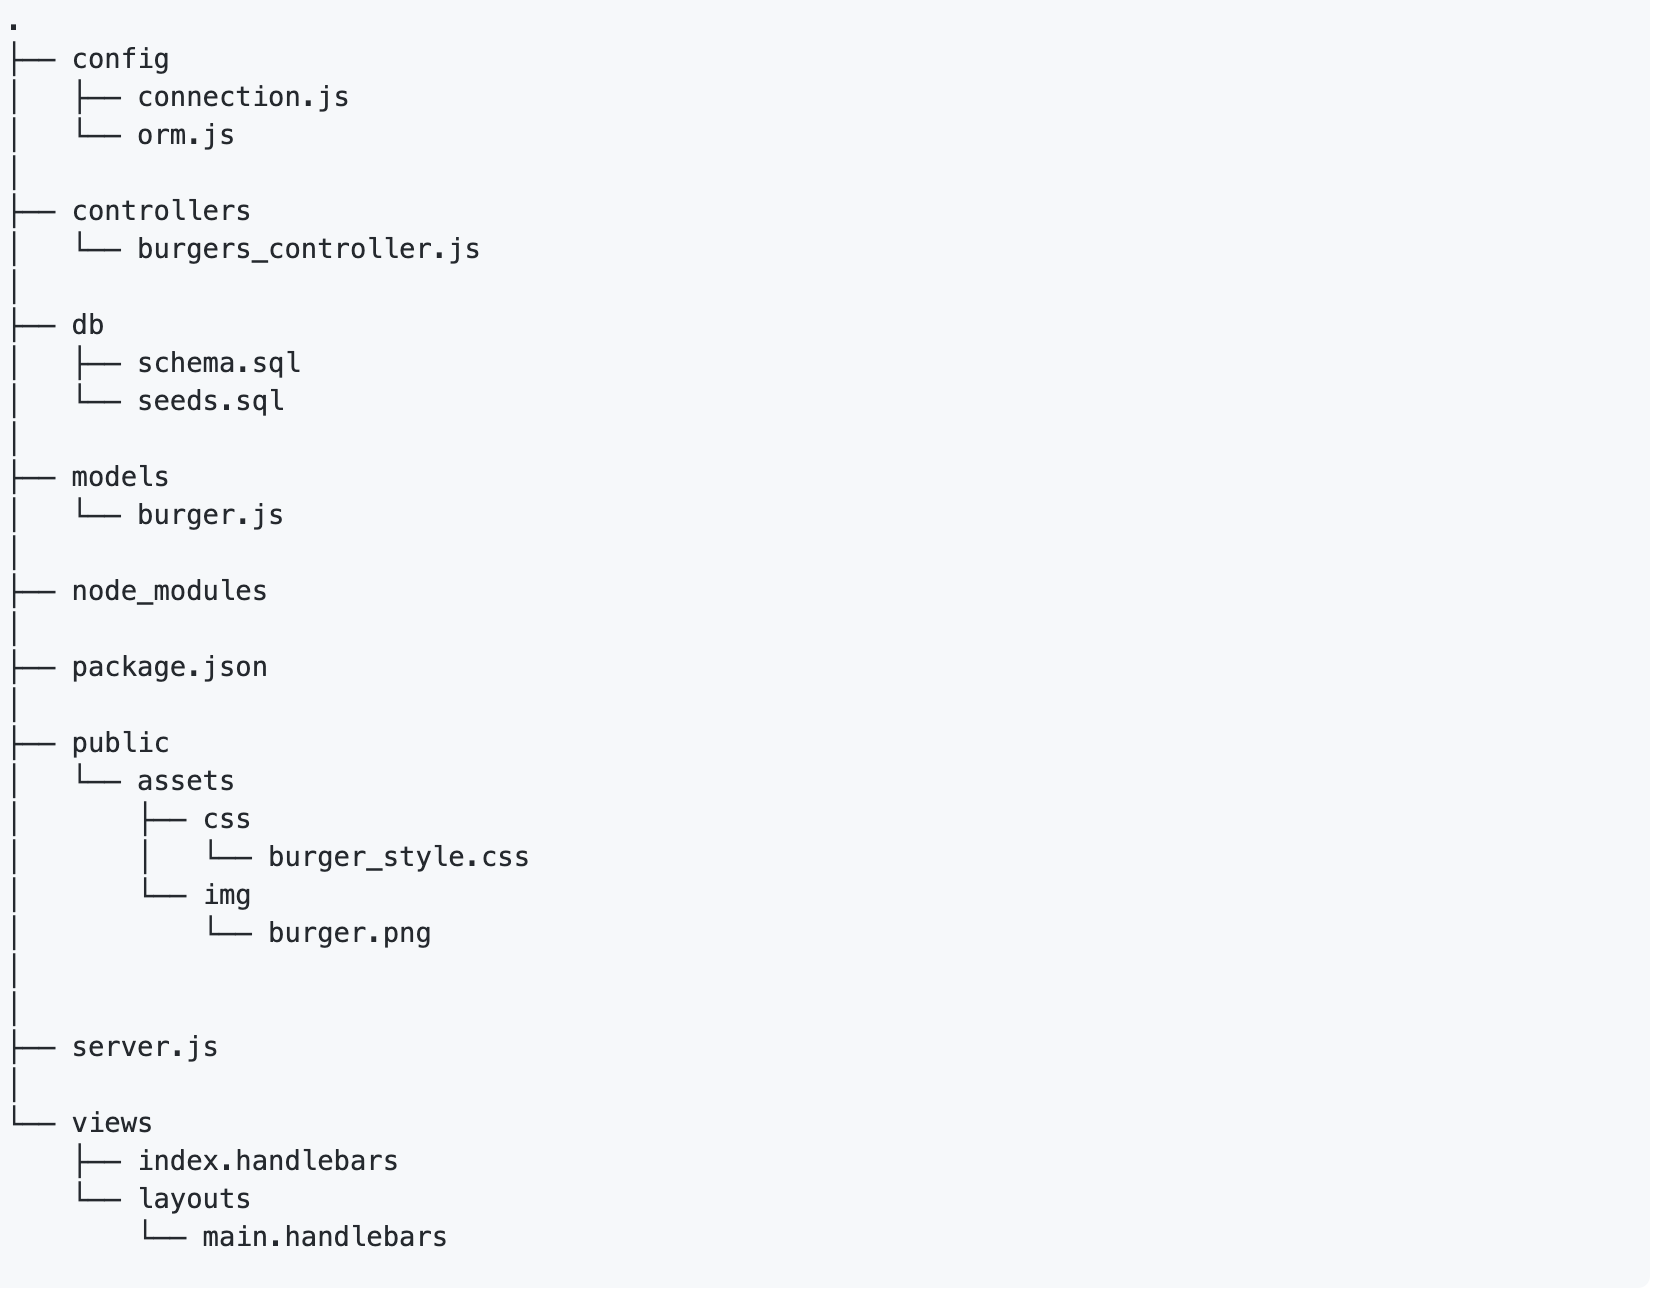 .
├── config
│   ├── connection.js
│   └── orm.js
│
├── controllers
│   └── burgers_controller.js
│
├── db
│   ├── schema.sql
│   └── seeds.sql
│
├── models
│   └── burger.js
│
├── node_modules
│
├── package.json
│
├── public
│   └── assets
│       ├── css
│       │   └── burger_style.css
│       └── img
│           └── burger.png
│
│
├── server.js
│
└── views
    ├── index.handlebars
    └── layouts
        └── main.handlebars